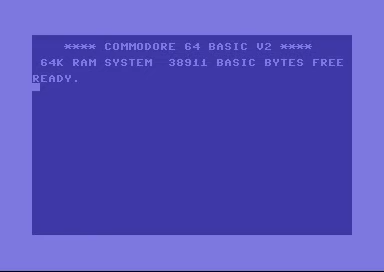 **** COMMODORE 64 BASIC V2 ****
64K RAM SYSTEM  38911 BASIC BYTES FREE
READY.